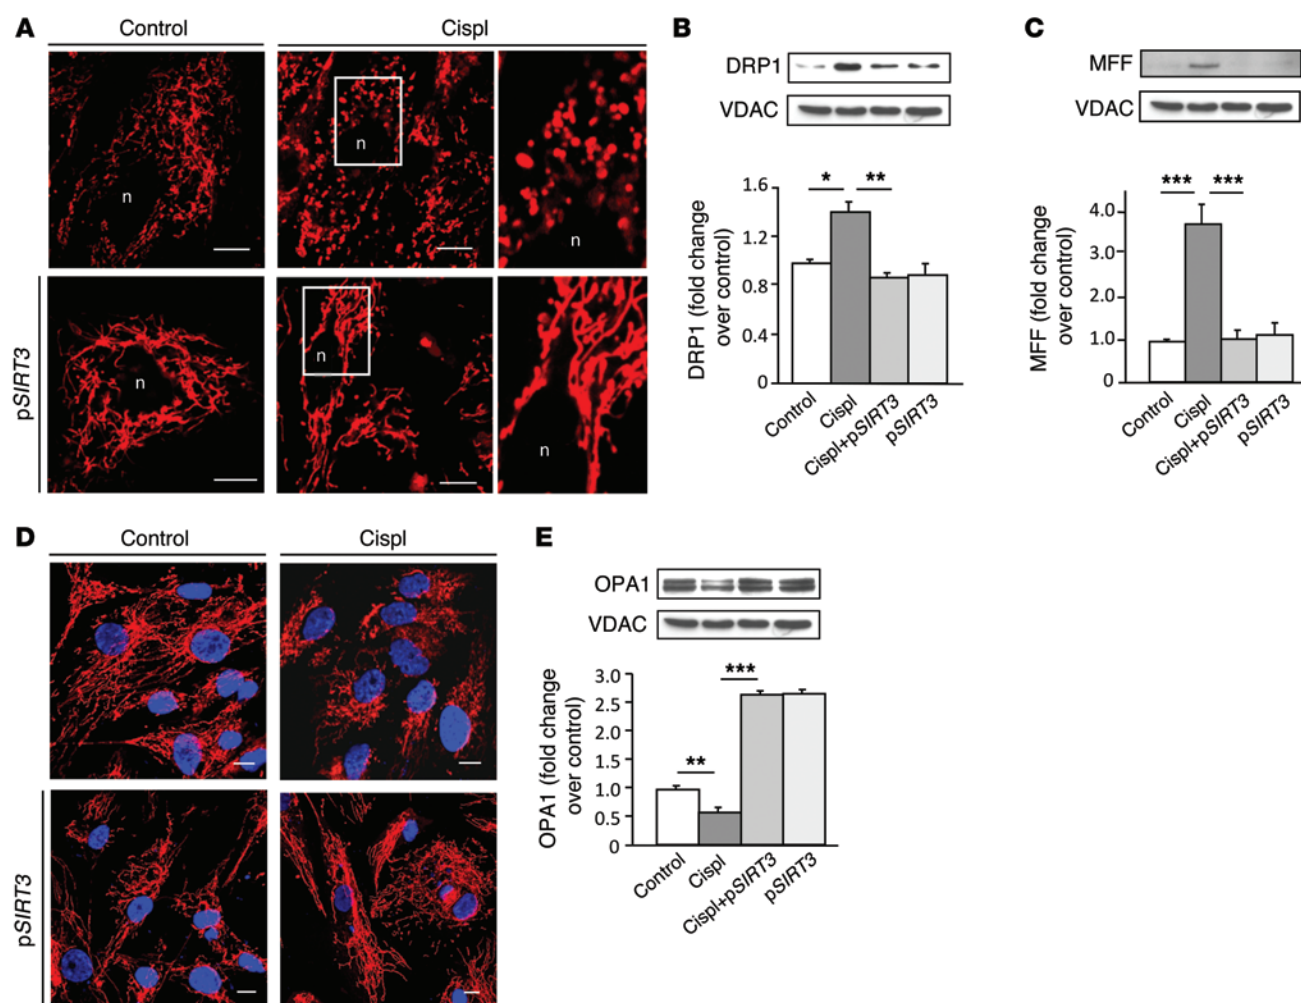 A
Control
Cispl
n
n
n
pSIRT3
n
n
n
B
DRP1
VDAC
* **
DRP1 (fold change
over control)
1.6
1.2
0.8
0.4
0
Control
Cispl
Cispl+pSIRT3
pSIRT3
C
MFF
VDAC
*** ***
MFF (fold change
over control)
4.0
3.0
2.0
1.0
0
Control
Cispl
Cispl+pSIRT3
pSIRT3
D
Control
Cispl
pSIRT3
E
OPA1
VDAC
***
**
OPA1 (fold change
over control)
3.0
2.5
2.0
1.5
1.0
0.5
0
Control
Cispl
Cispl+pSIRT3
pSIRT3